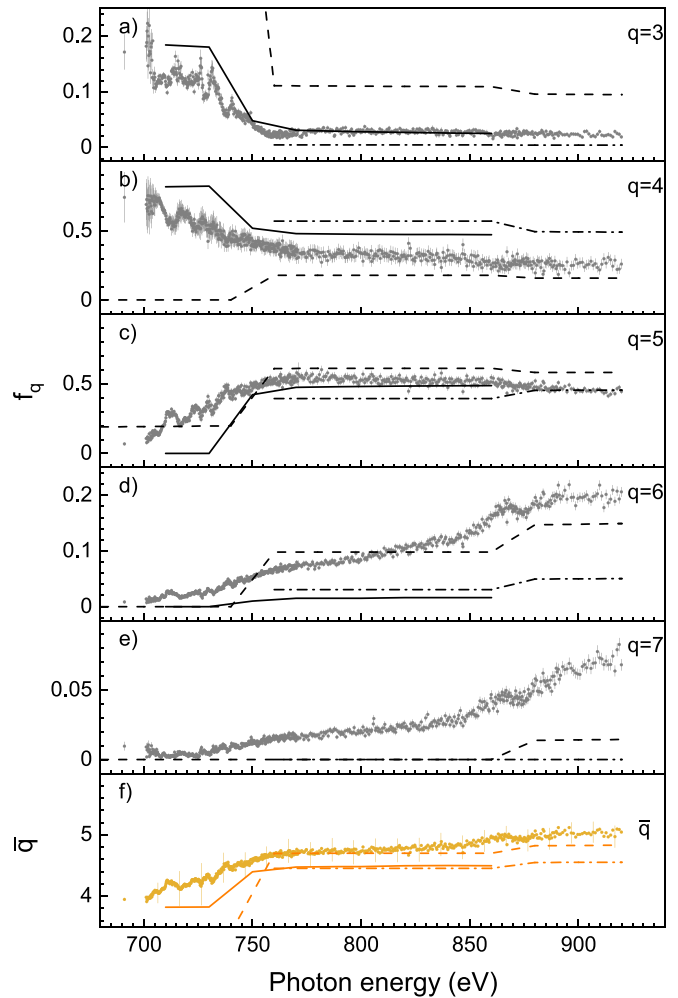 a)
q=3
0.2
0.1
0
b)
q=4
0.5
0
c)
q=5
0.5
0
f_q
d)
q=6
0.2
0.1
0
e)
q=7
0.05
0
f)
q̅
5
4
q̅
700
750
800
850
900
Photon energy (eV)